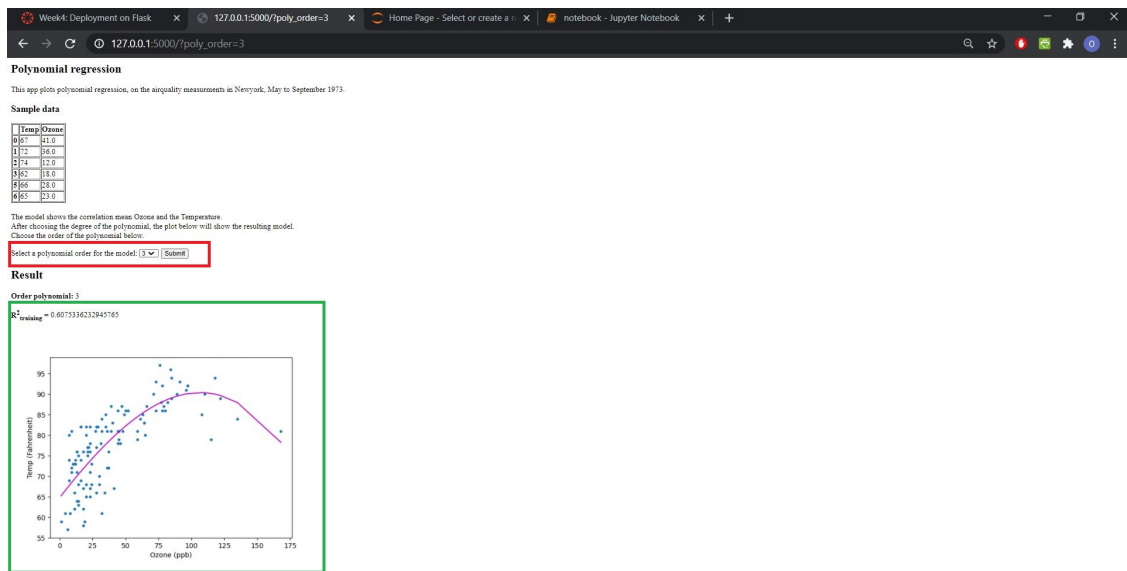 Week4: Deployment on Flask
127.0.0.1:5000/?poly_order=3
Home Page - Select or create a n
notebook - Jupyter Notebook
127.0.0.1:5000/?poly_order=3
O
Polynomial regression
This app plots polynomial regression, on the airquality measurments in Newyork, May to September 1973.
Sample data
Temp Ozone
0 67 41.0
1 72 36.0
2 74 12.0
3 62 18.0
5 66 28.0
6 65 23.0
The model shows the correlation mean Ozone and the Temperature.
After choosing the degree of the polynomial, the plot below will show the resulting model.
Choose the order of the polynomial below.
Select a polynomial order for the model: 3 Submit
Result
Order polynomial: 3
R²training = 0.6075336232945765
95
90
85
80
75
70
65
60
55
Temp (Fahrenheit)
0 25 50 75 100 125 150 175
Ozone (ppb)